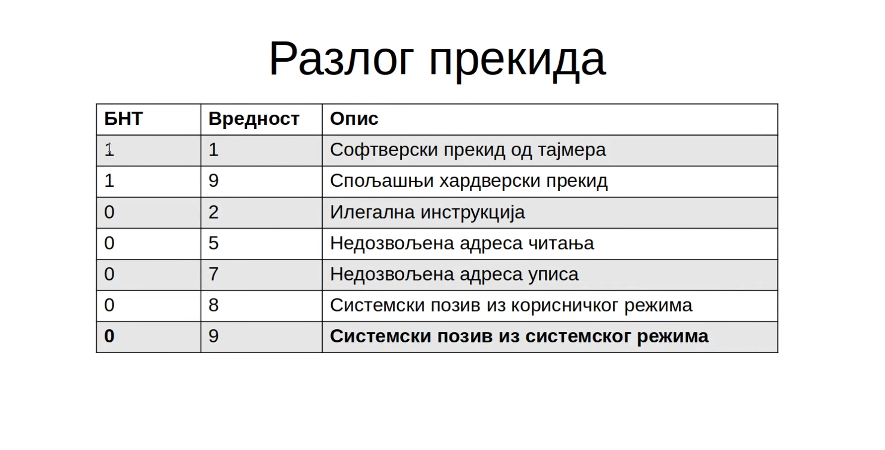 Разлог прекида
БНТ Вредност Опис
1 1 Софтверски прекид од тајмера
1 9 Спољашњи хардверски прекид
0 2 Илегална инструкција
0 5 Недозвољена адреса читања
0 7 Недозвољена адреса уписа
0 8 Системски позив из корисничког режима
0 9 Системски позив из системског режима